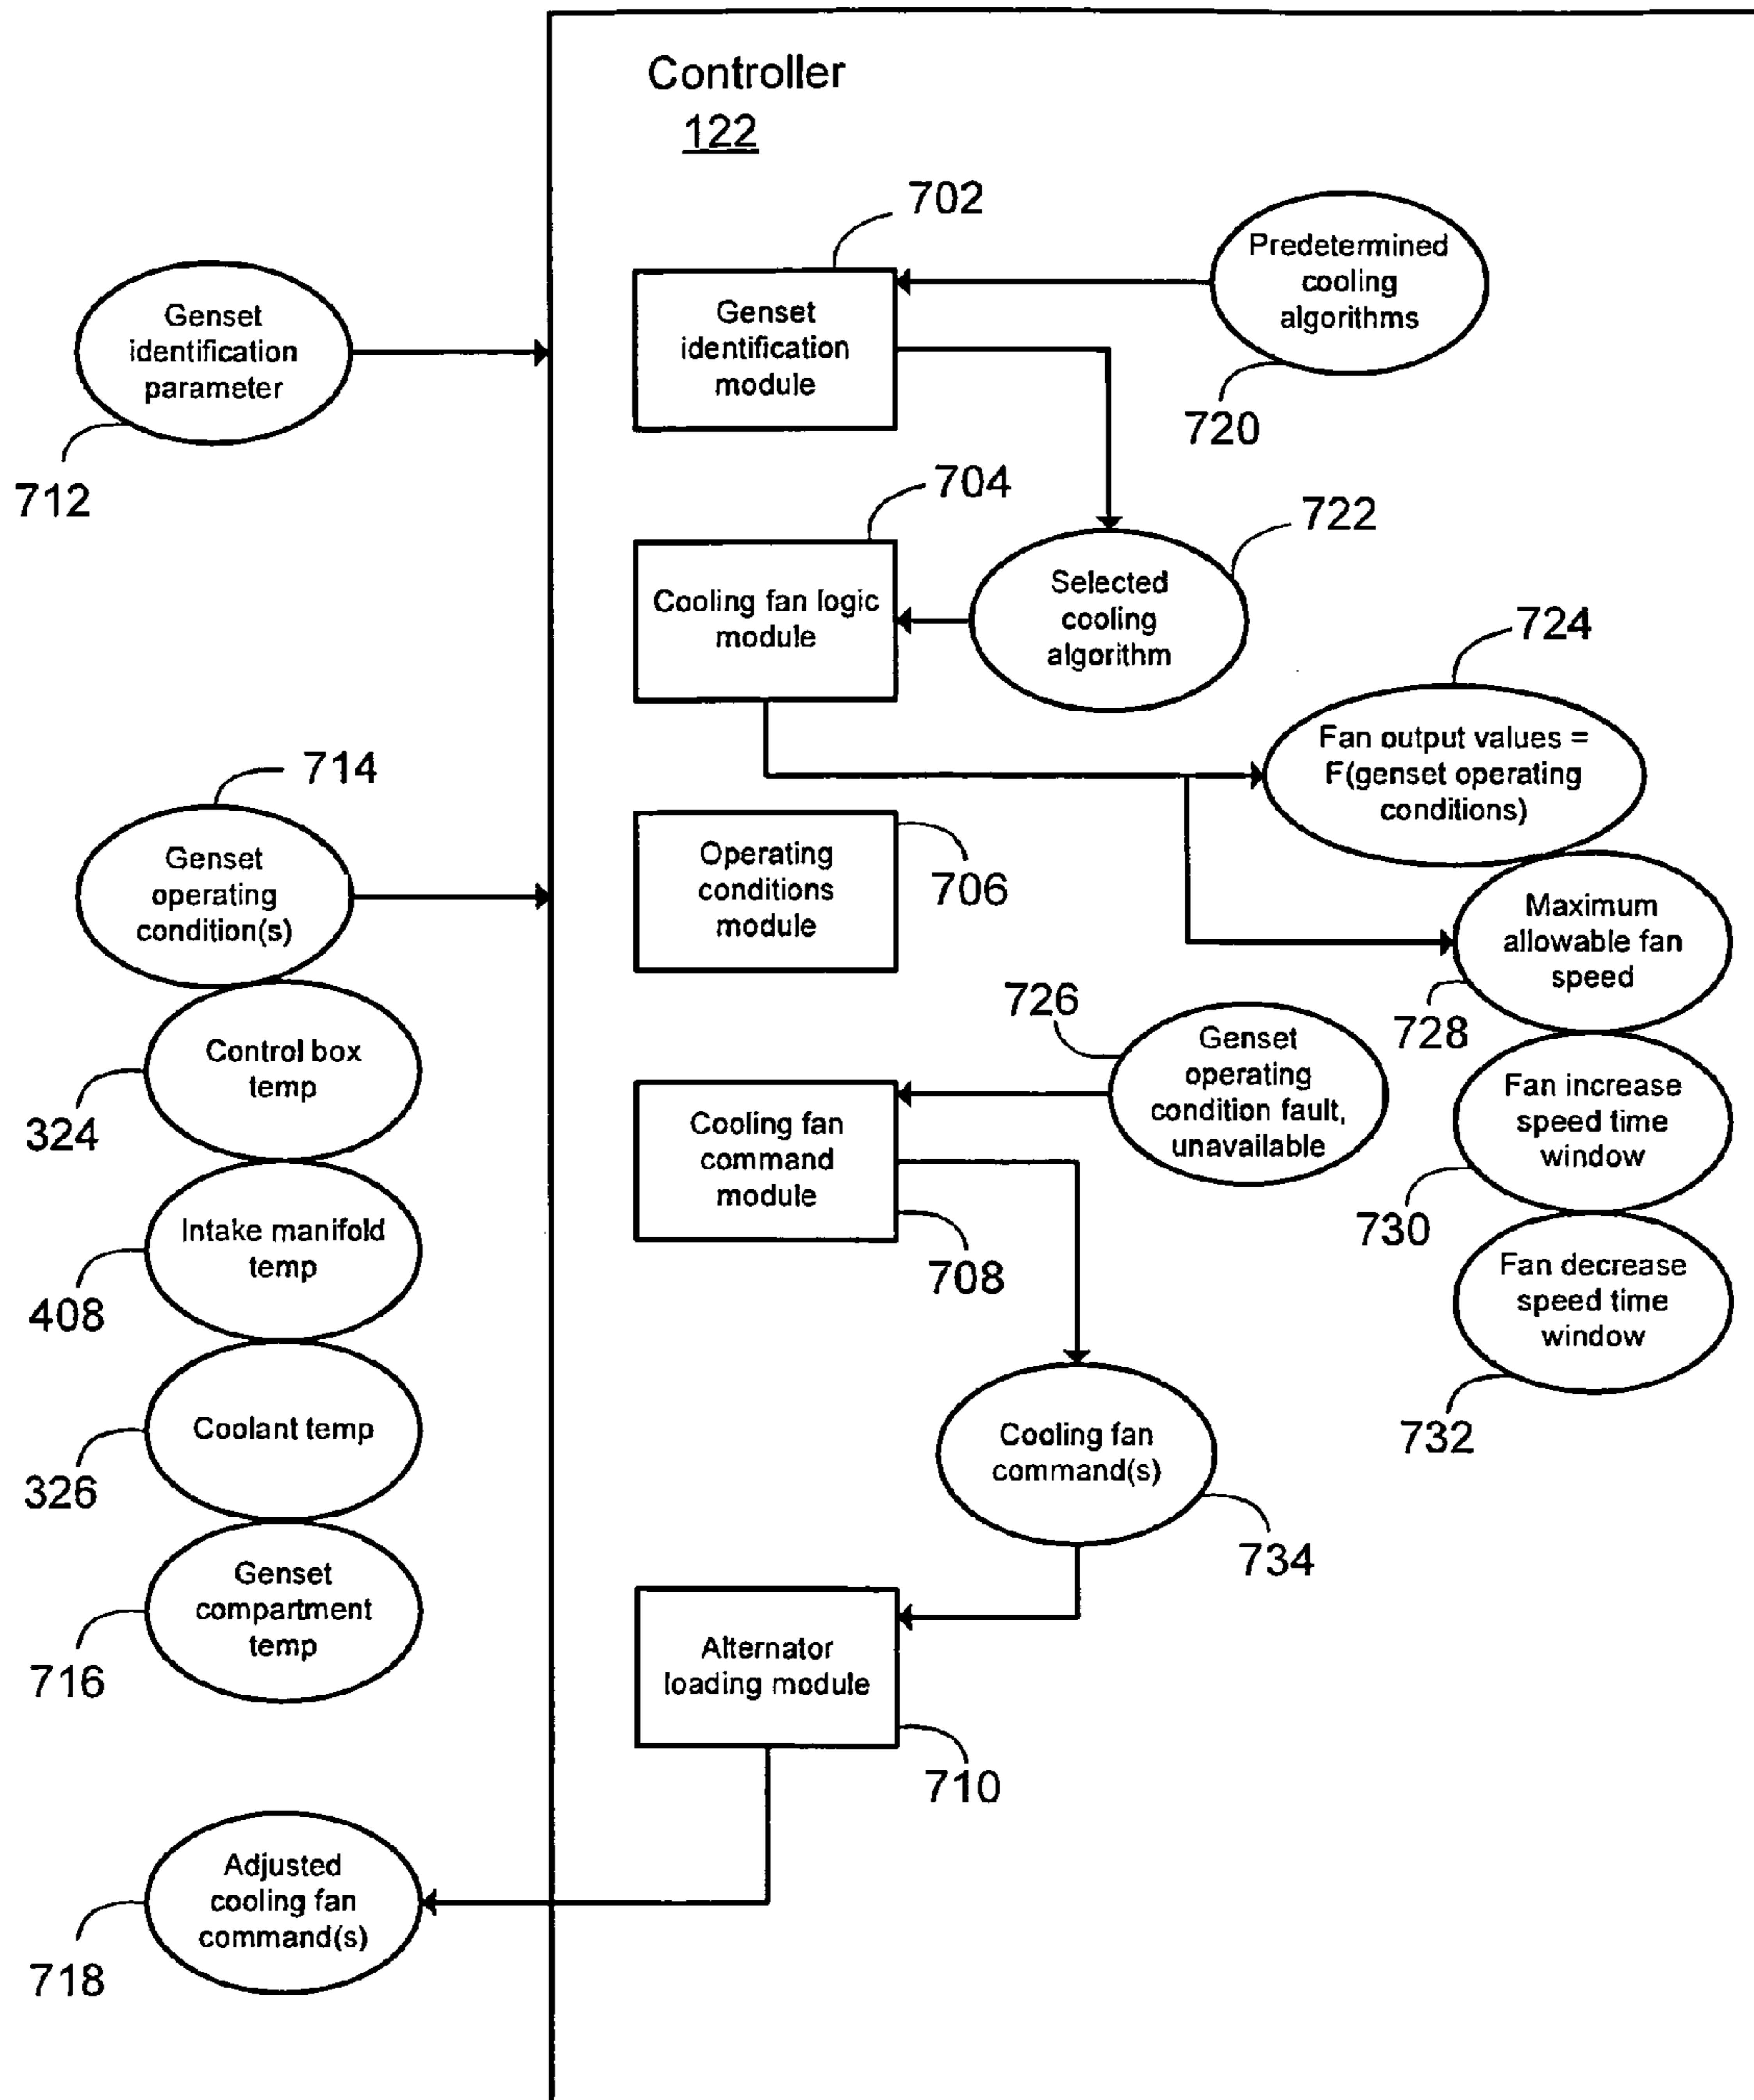 Controller
122
702
Predetermined
cooling
algorithms
720
Genset
identification
module
Genset
identification
parameter
712
704
722
Cooling fan logic
module
Selected
cooling
algorithm
724
Fan output values =
F(genset operating
conditions)
714
Genset
operating
condition(s)
Operating
conditions
module
706
Maximum
allowable fan
speed
728
726
Genset
operating
condition fault,
unavailable
Control box
temp
324
Cooling fan
command
module
708
Fan increase
speed time
window
730
Intake manifold
temp
408
Fan decrease
speed time
window
732
Coolant temp
326
Cooling fan
command(s)
734
Genset
compartment
temp
716
Alternator
loading module
710
Adjusted
cooling fan
command(s)
718